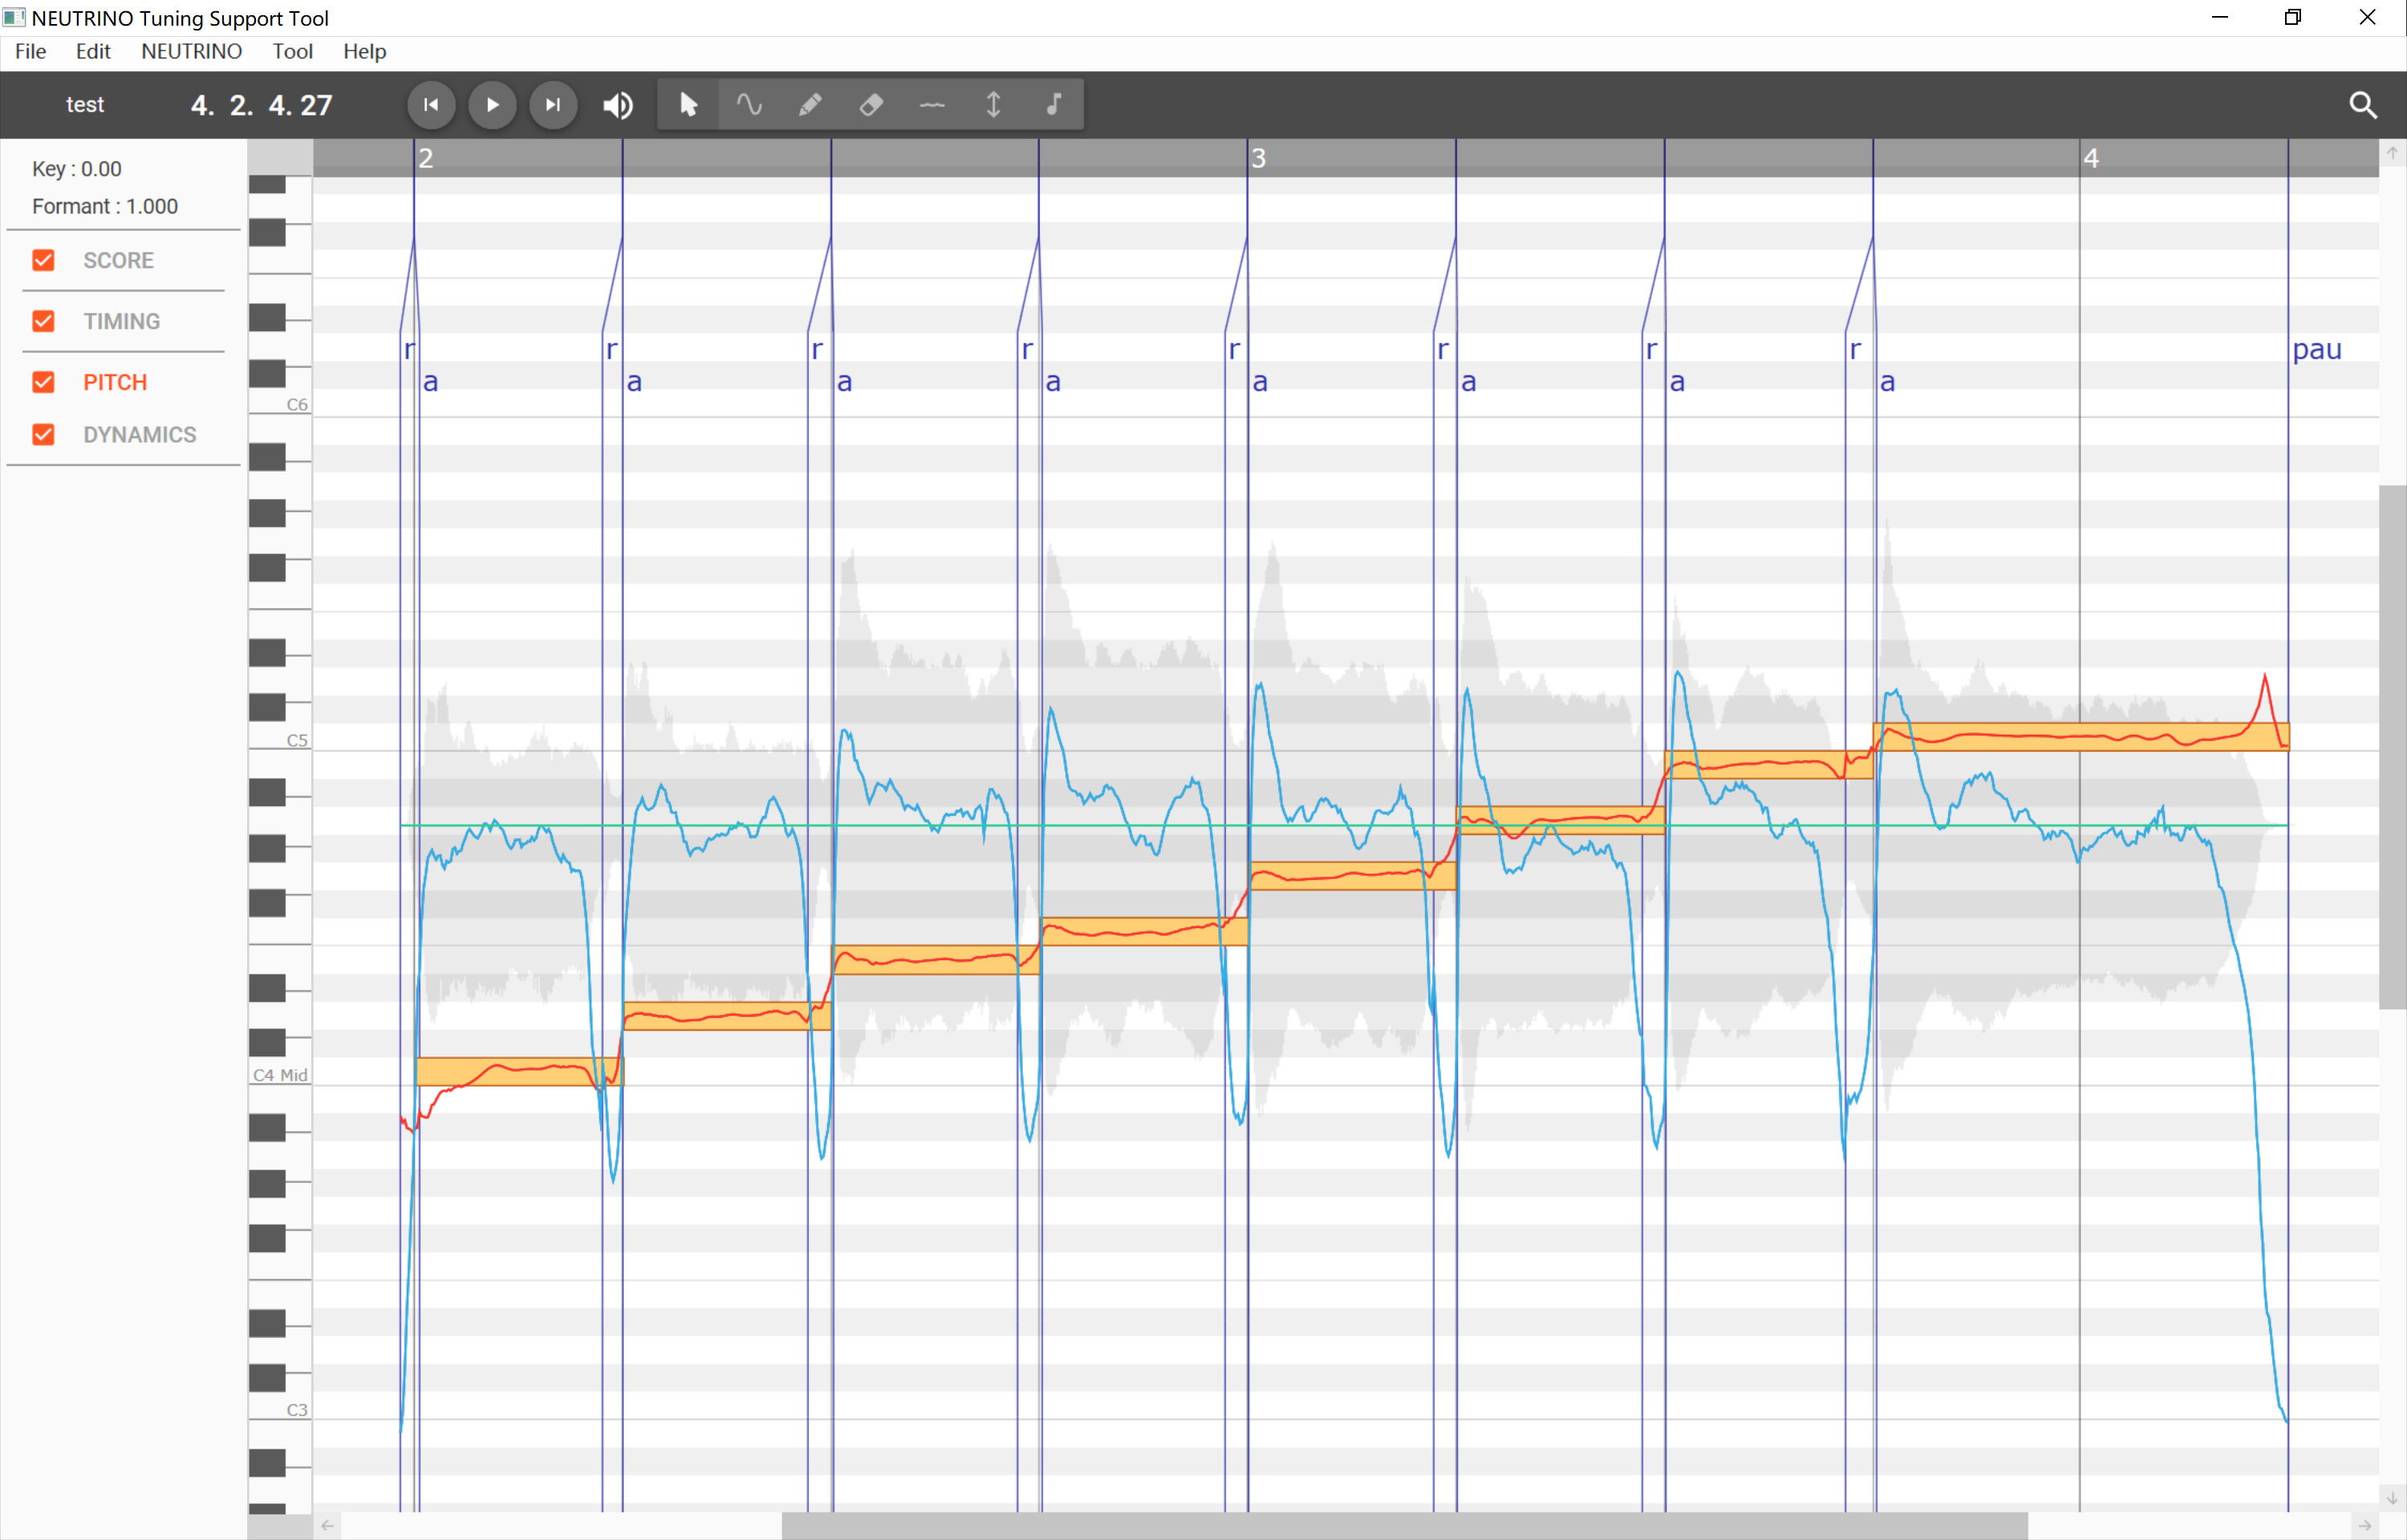 NEUTRINO Tuning Support Tool
File Edit NEUTRINO Tool Help
test 4. 2. 4. 27
2 3 4
Key : 0.00
Formant : 1.000
SCORE
TIMING
PITCH
DYNAMICS
r r r r r r r r pau
a a a a a a a a
C6
C5
C4 Mid
C3